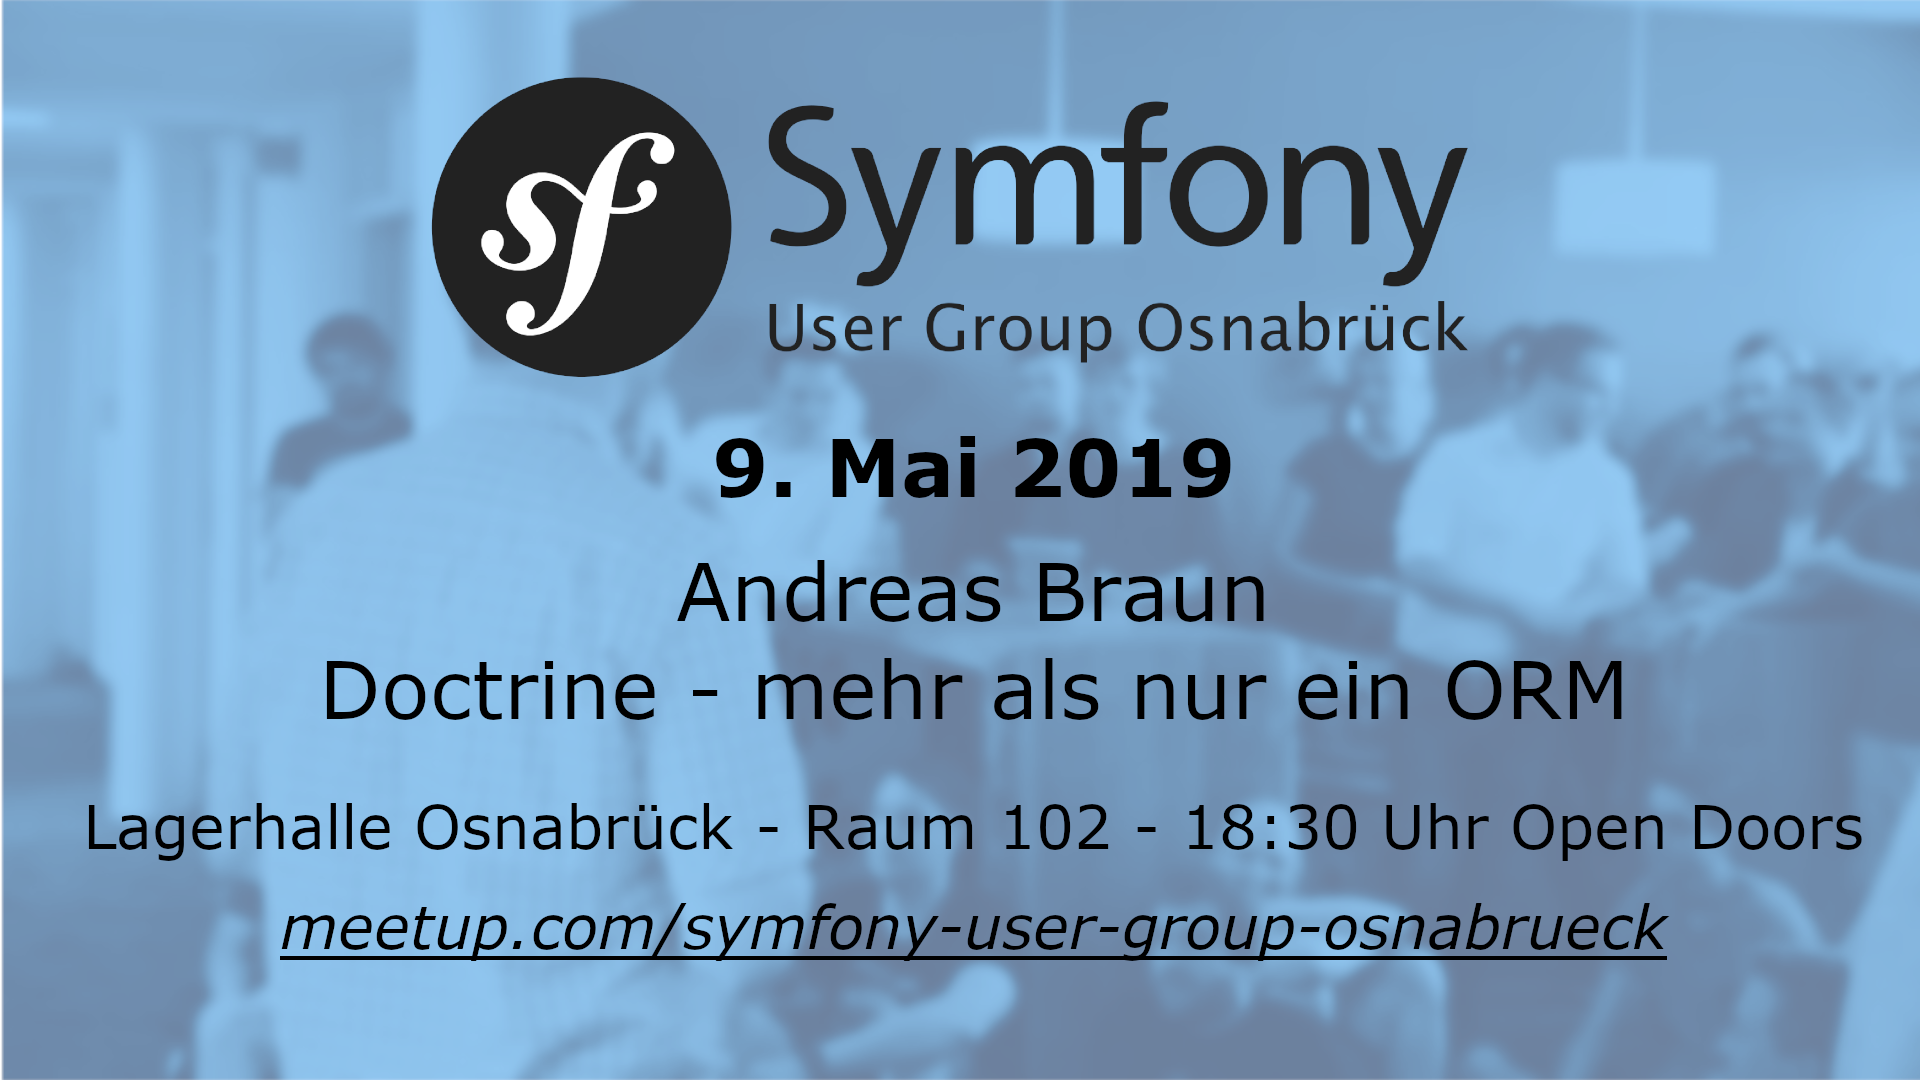 sf Symfony
User Group Osnabrück
9. Mai 2019
Andreas Braun
Doctrine - mehr als nur ein ORM
Lagerhalle Osnabrück - Raum 102 - 18:30 Uhr Open Doors
meetup.com/symfony-user-group-osnabrueck